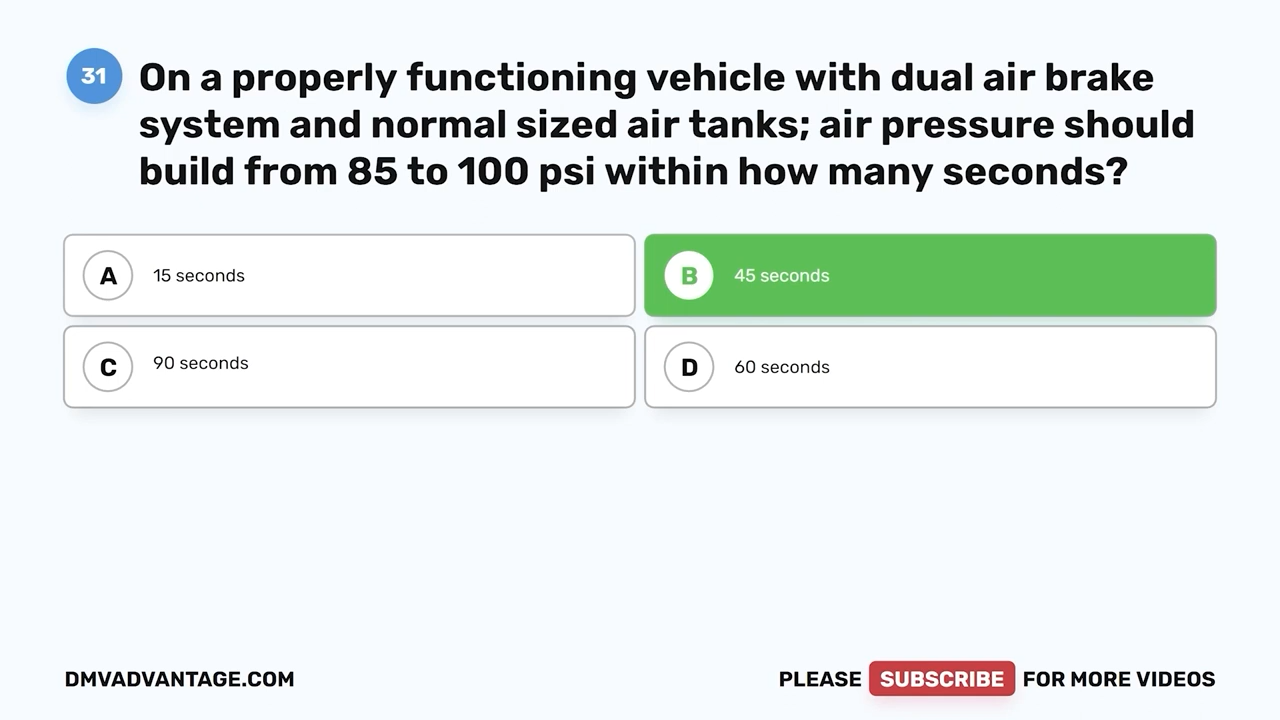 31
On a properly functioning vehicle with dual air brake
system and normal sized air tanks; air pressure should
build from 85 to 100 psi within how many seconds?
A 15 seconds
B 45 seconds
C 90 seconds
D 60 seconds
DMVADVANTAGE.COM
PLEASE SUBSCRIBE FOR MORE VIDEOS